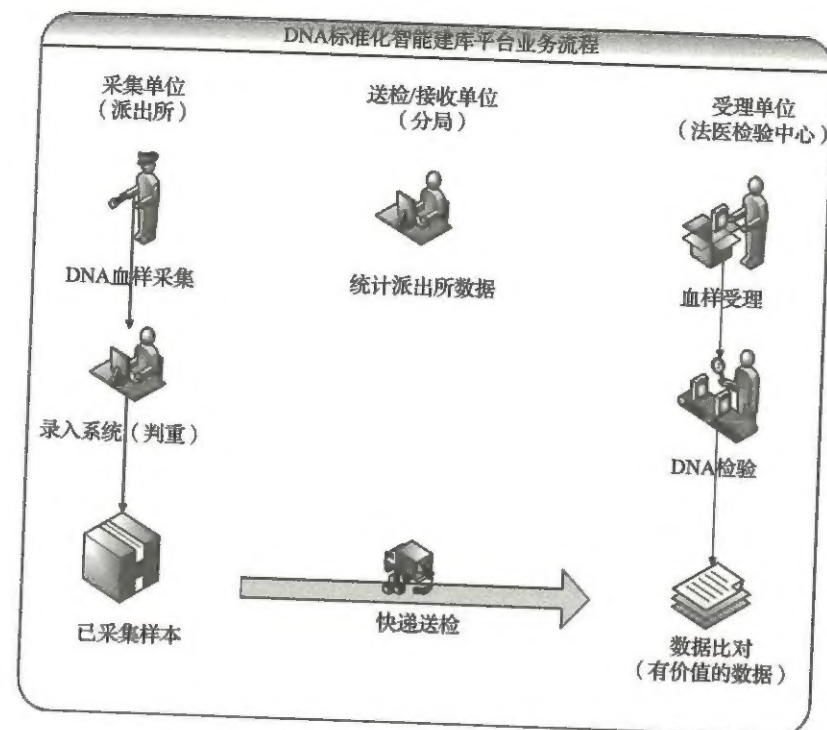 DNA标准化智能建库平台业务流程
采集单位
（派出所）
送检/接收单位
（分局）
受理单位
（法医检验中心）
DNA血样采集
统计派出所数据
血样受理
录入系统（判重）
DNA检验
已采集样本
快递送检
数据比对
（有价值的数据）